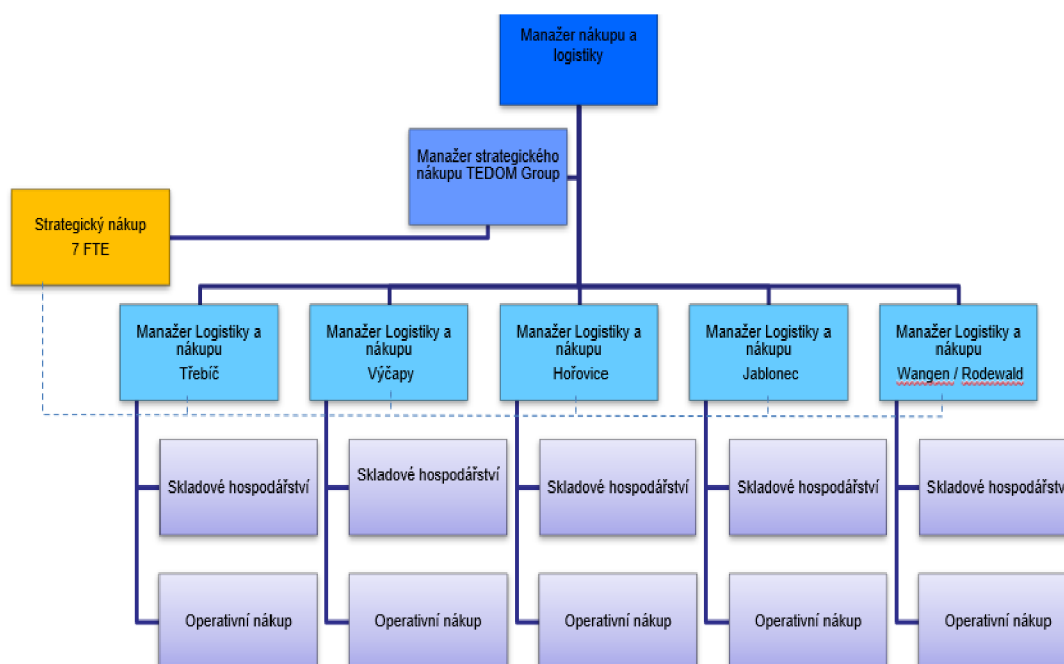 Manažer nákupu a
logistiky
Manažer strategického
nákupu TEDOM Group
Strategický nákup
7 FTE
Manažer Logistiky a
nákupu
Třebíč
Manažer Logistiky a
nákupu
Výčapy
Manažer Logistiky a
nákupu
Hořovice
Manažer Logistiky a
nákupu
Jablonec
Manažer Logistiky a
nákupu
Wangen / Rodewald
Skladové hospodářství
Skladové hospodářství
Skladové hospodářství
Skladové hospodářství
Skladové hospodářství
Operativní nákup
Operativní nákup
Operativní nákup
Operativní nákup
Operativní nákup